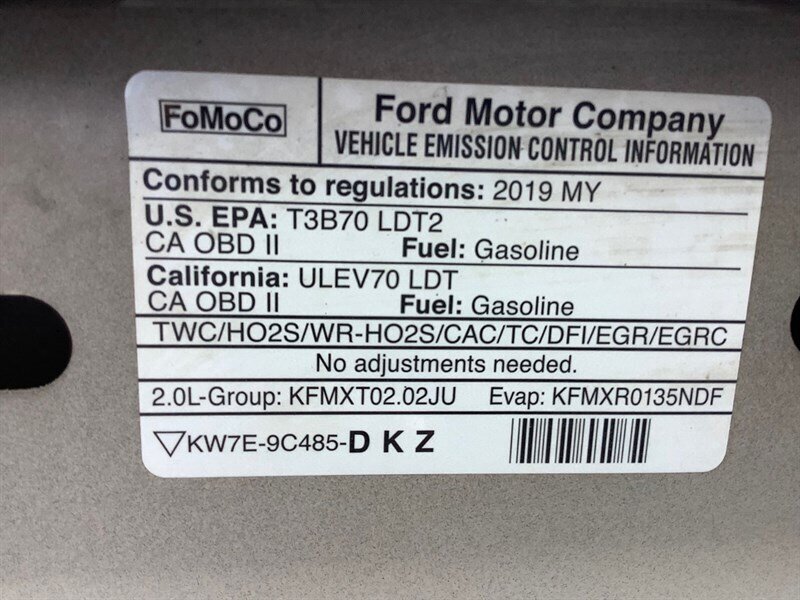 FoMoCo
Ford Motor Company
VEHICLE EMISSION CONTROL INFORMATION
Conforms to regulations: 2019 MY
U.S. EPA: T3B70 LDT2
CA OBD II Fuel: Gasoline
California: ULEV70 LDT
CA OBD II Fuel: Gasoline
TWC/HO2S/WR-HO2S/CAC/TC/DFI/EGR/EGRC
No adjustments needed.
2.0L-Group: KFMXT02.02JU Evap: KFMXR0135NDF
KW7E-9C485-D K Z